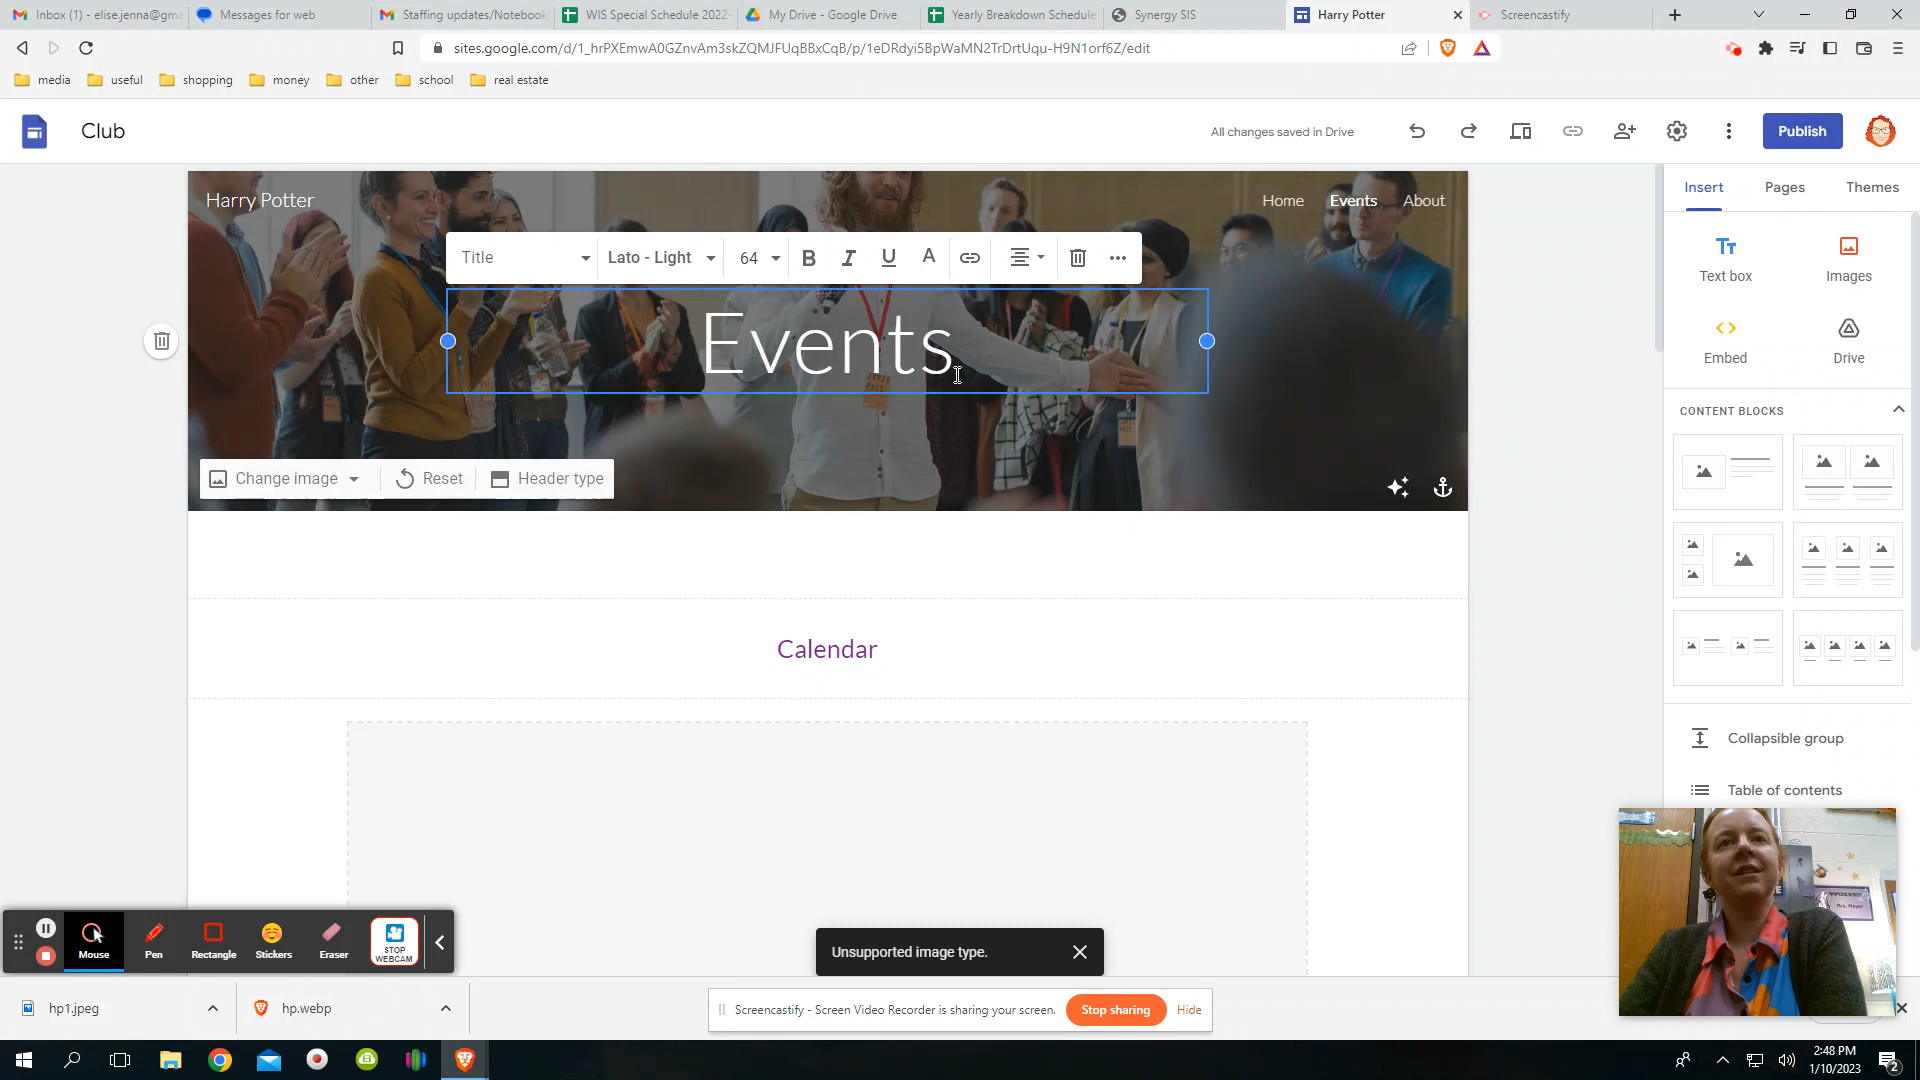 Inbox (1) - elise.jenna@gma
Messages for web
Staffing updates/Notebook
WIS Special Schedule 2022-
My Drive - Google Drive
Yearly Breakdown Schedule
Synergy SIS
Harry Potter
Screencastify
sites.google.com/d/1_hrPXEmwA0GZnvAm3skZQMJFUqBBxCqB/p/1eDRdyi5BpWaMN2TrDrtUqu-H9N1orf6Z/edit
media
useful
shopping
money
other
school
real estate
Club
All changes saved in Drive
Publish
Harry Potter
Home
Events
About
Insert
Pages
Themes
Title
Lato - Light
64
Events
Text box
Images
Embed
Drive
CONTENT BLOCKS
Change image
Reset
Header type
Calendar
Collapsible group
Table of contents
Mouse
Pen
Rectangle
Stickers
Eraser
STOP
WEBCAM
Unsupported image type.
hp1.jpeg
hp.webp
Screencastify - Screen Video Recorder is sharing your screen.
Stop sharing
Hide
2:48 PM
1/10/2023
2